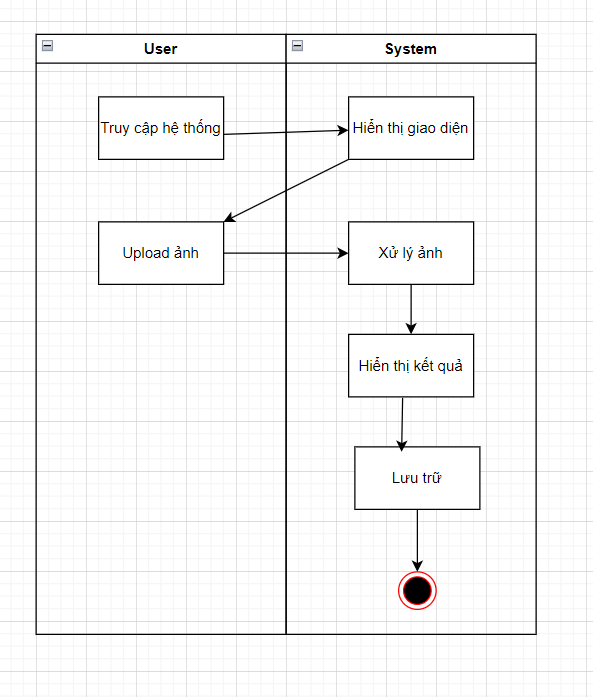 User
System
Truy cập hệ thống
Hiển thị giao diện
Upload ảnh
Xử lý ảnh
Hiển thị kết quả
Lưu trữ